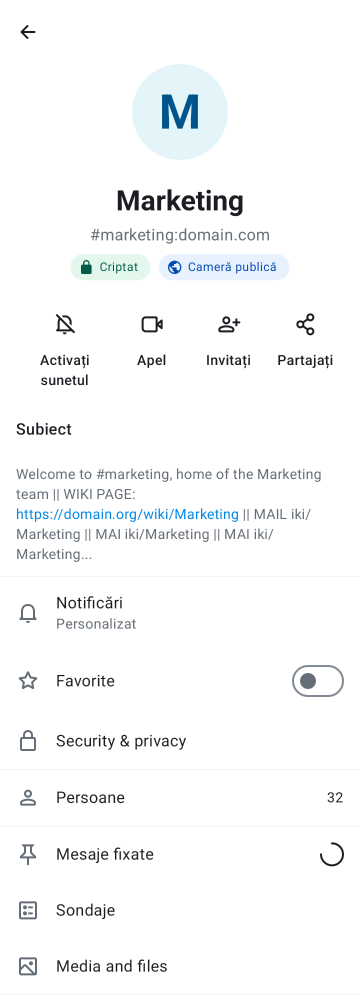 M
Marketing
#marketing:domain.com
Criptat
Cameră publică
Activați
sunetul
Apel
Invitați
Partajați
Subiect
Welcome to #marketing, home of the Marketing
team || WIKI PAGE:
https://domain.org/wiki/Marketing || MAIL iki/
Marketing || MAI iki/Marketing || MAI iki/
Marketing...
Notificări
Personalizat
Favorite
Security & privacy
Persoane
32
Mesaje fixate
Sondaje
Media and files